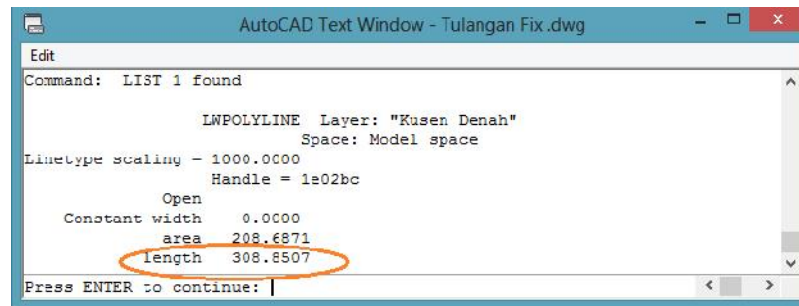 AutoCAD Text Window - Tulangan Fix.dwg
Edit
Command: LIST 1 found
LWPOLYLINE Layer: "Kusen Denah"
Space: Model space
Linetype scaling = 1000.0000
Handle = 1e02bc
Open
Constant width 0.0000
area 208.6871
length 308.8507
Press ENTER to continue: